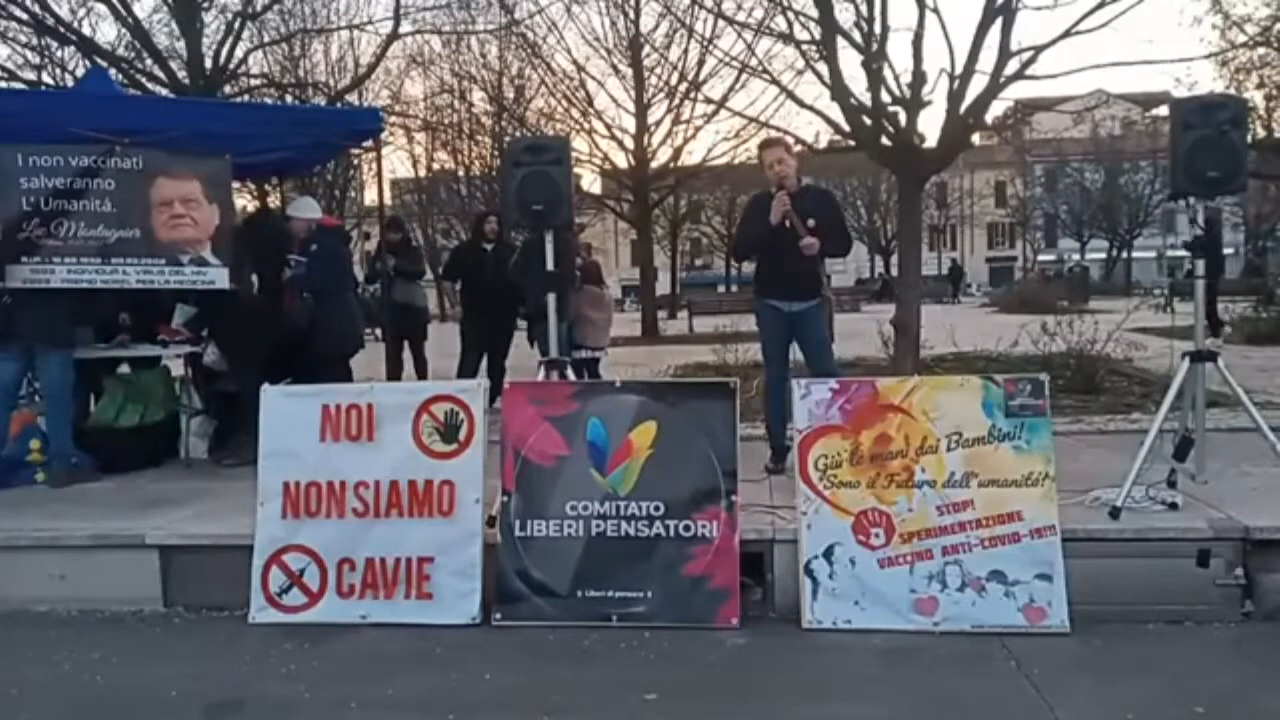 I non vaccinati
salveranno
L' Umanitá.
Luc Montagnier
NOI
NON SIAMO
CAVIE
COMITATO
LIBERI PENSATORI
Giù le mani dai Bambini!
Sono il Futuro dell'umanità!
STOP!
SPERIMENTAZIONE
VACCINO ANTI-COVID-19!!!